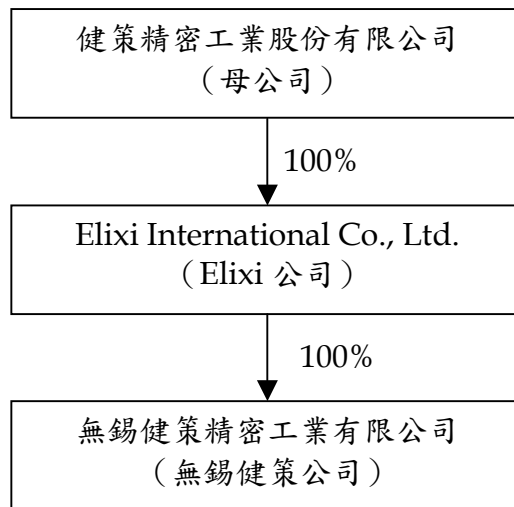 健策精密工業股份有限公司
（母公司）
100%
Elixi International Co., Ltd.
（Elixi 公司）
100%
無錫健策精密工業有限公司
（無錫健策公司）